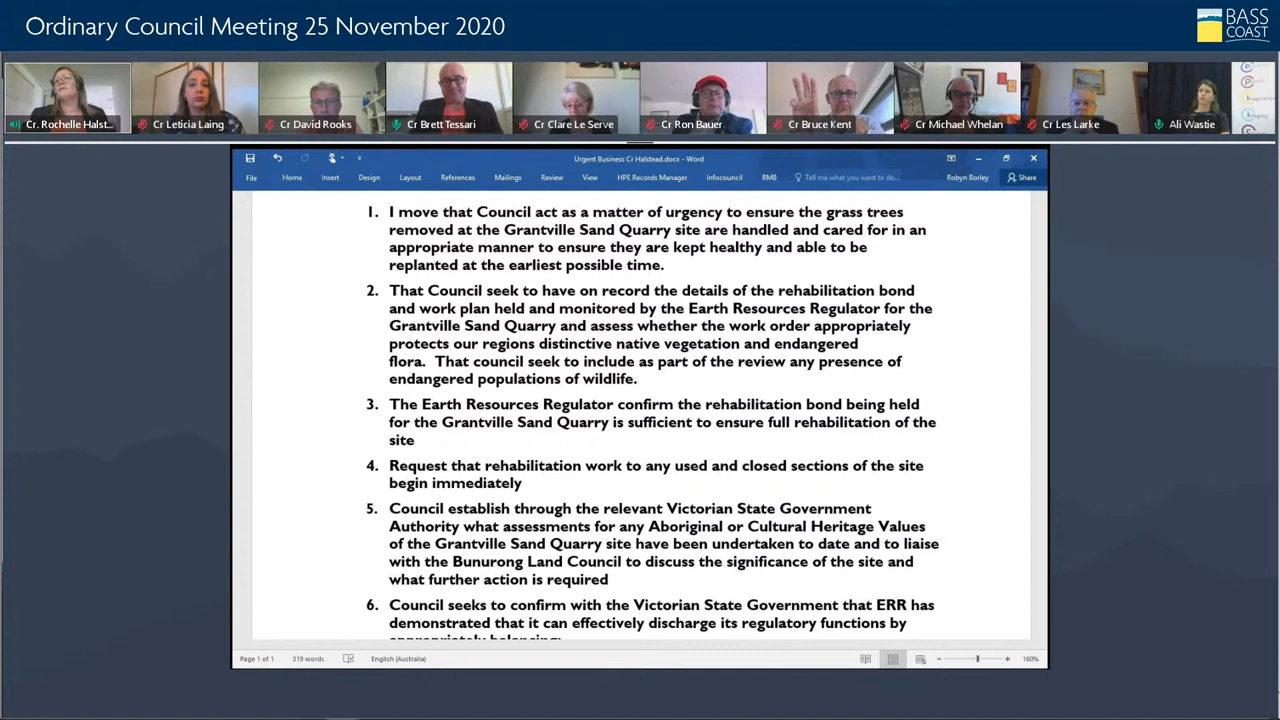 Ordinary Council Meeting 25 November 2020
BASS
COAST
Cr. Rochelle Halst...
Cr Leticia Laing
Cr David Rooks
Cr Brett Tessari
Cr Clare Le Serve
Cr Ron Bauer
Cr Bruce Kent
Cr Michael Whelan
Cr Les Larke
Ali Wastie
Urgent Business Cr Halstead.docx - Word
File Home Insert Design Layout References Mailings Review View HPE Records Manager Infocouncil RM8 Tell me what you want to do... Robyn Borley Share
1. I move that Council act as a matter of urgency to ensure the grass trees
removed at the Grantville Sand Quarry site are handled and cared for in an
appropriate manner to ensure they are kept healthy and able to be
replanted at the earliest possible time.
2. That Council seek to have on record the details of the rehabilitation bond
and work plan held and monitored by the Earth Resources Regulator for the
Grantville Sand Quarry and assess whether the work order appropriately
protects our regions distinctive native vegetation and endangered
flora. That council seek to include as part of the review any presence of
endangered populations of wildlife.
3. The Earth Resources Regulator confirm the rehabilitation bond being held
for the Grantville Sand Quarry is sufficient to ensure full rehabilitation of the
site
4. Request that rehabilitation work to any used and closed sections of the site
begin immediately
5. Council establish through the relevant Victorian State Government
Authority what assessments for any Aboriginal or Cultural Heritage Values
of the Grantville Sand Quarry site have been undertaken to date and to liaise
with the Bunurong Land Council to discuss the significance of the site and
what further action is required
6. Council seeks to confirm with the Victorian State Government that ERR has
demonstrated that it can effectively discharge its regulatory functions by
appropriately balancing:
Page 1 of 1 319 words English (Australia) 160%